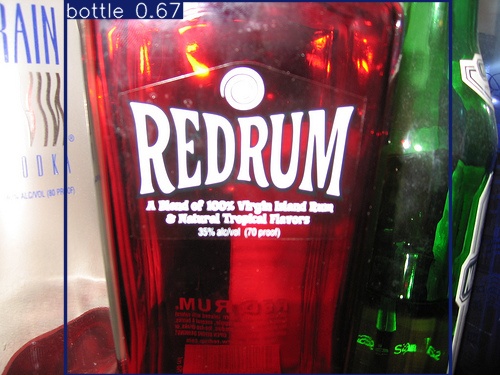 bottle 0.67
RAIN
ODKA
REDRUM
A Blend of 100% Virgin Island Rum
& Natural Tropical Flavors
35% alc/vol (70 proof)